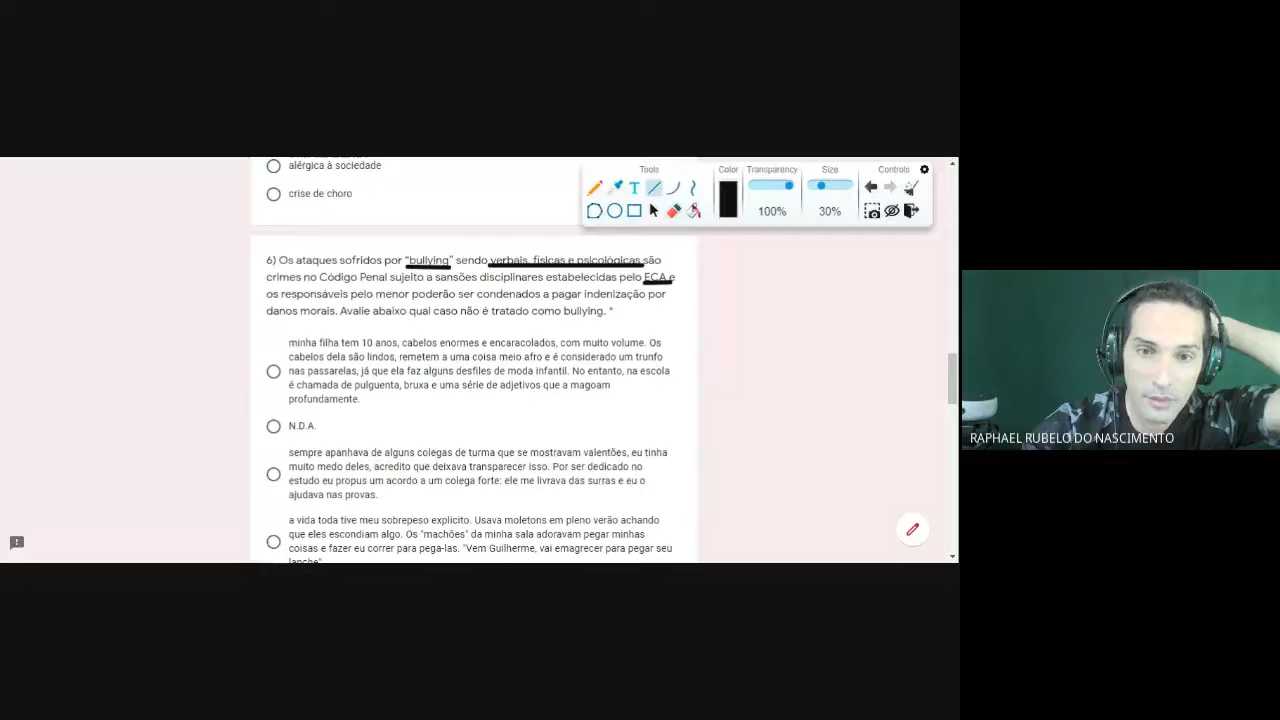 alérgica à sociedade
crise de choro
Tools
Color
Transparency
Size
Controls
T
100%
30%
6) Os ataques sofridos por "bullying" sendo verbais, físicas e psicológicas são
crimes no Código Penal sujeito a sansões disciplinares estabelecidas pelo ECA e
os responsáveis pelo menor poderão ser condenados a pagar indenização por
danos morais. Avalie abaixo qual caso não é tratado como bullying. *
minha filha tem 10 anos, cabelos enormes e encaracolados, com muito volume. Os
cabelos dela são lindos, remetem a uma coisa meio afro e é considerado um trunfo
nas passarelas, já que ela faz alguns desfiles de moda infantil. No entanto, na escola
é chamada de pulguenta, bruxa e uma série de adjetivos que a magoam
profundamente.
N.D.A.
sempre apanhava de alguns colegas de turma que se mostravam valentões, eu tinha
muito medo deles, acredito que deixava transparecer isso. Por ser dedicado no
estudo eu propus um acordo a um colega forte: ele me livrava das surras e eu o
ajudava nas provas.
a vida toda tive meu sobrepeso explicito. Usava moletons em pleno verão achando
que eles escondiam algo. Os "machões" da minha sala adoravam pegar minhas
coisas e fazer eu correr para pega-las. "Vem Guilherme, vai emagrecer para pegar seu
lanche"
RAPHAEL RUBELO DO NASCIMENTO